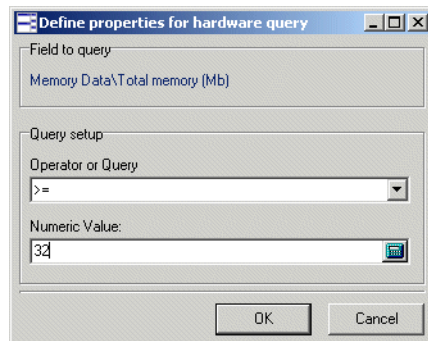 Define properties for hardware query
Field to query
Memory Data\Total memory (Mb)
Query setup
Operator or Query
>=
Numeric Value:
32
OK
Cancel